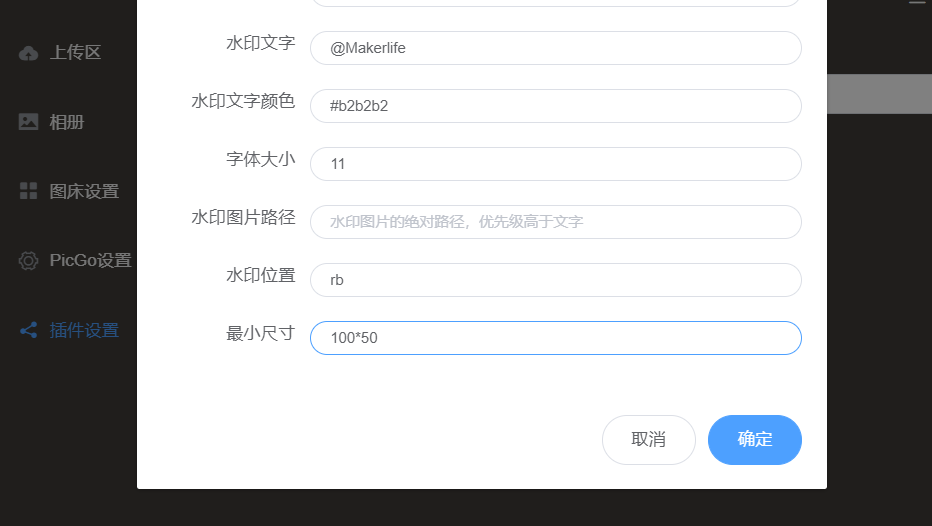 上传区
相册
图床设置
PicGo设置
插件设置
水印文字
@Makerlife
水印文字颜色
#b2b2b2
字体大小
11
水印图片路径
水印图片的绝对路径，优先级高于文字
水印位置
rb
最小尺寸
100*50
取消
确定